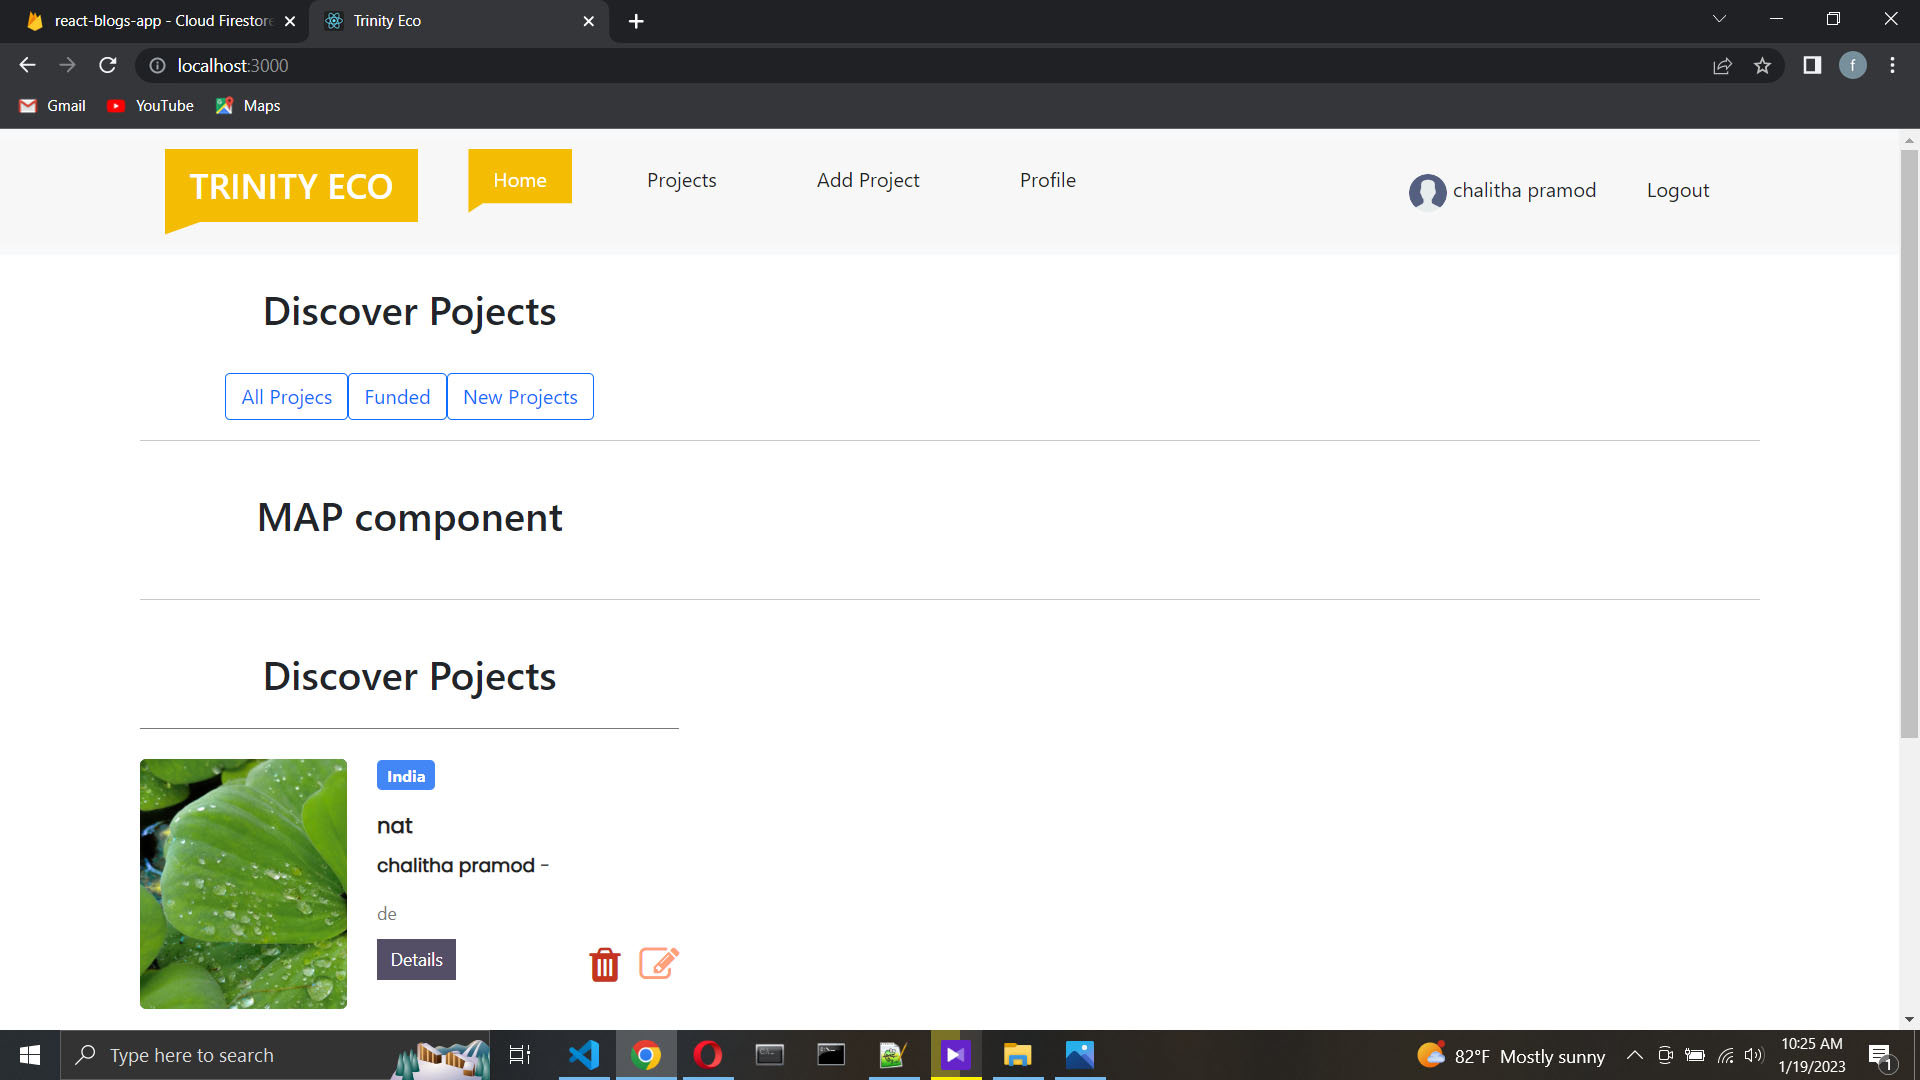 react-blogs-app - Cloud Firestore
Trinity Eco
localhost:3000
f
Gmail
YouTube
Maps
TRINITY ECO
Home
Projects
Add Project
Profile
chalitha pramod
Logout
Discover Pojects
All Projecs
Funded
New Projects
MAP component
Discover Pojects
India
nat
chalitha pramod -
de
Details
Type here to search
82°F Mostly sunny
10:25 AM
1/19/2023
1